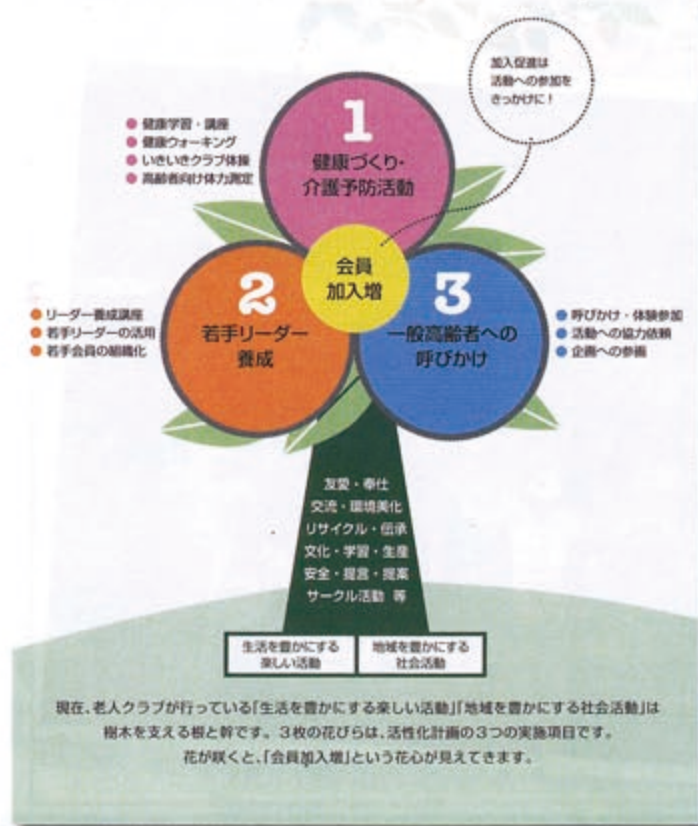 加入促進は
活動への参加を
きっかけに！
1
健康づくり・
介護予防活動
● 健康学習・講座
● 健康ウォーキング
● いきいきクラブ体操
● 高齢者向け体力測定
会員
加入増
2
若手リーダー
養成
● リーダー養成講座
● 若手リーダーの活用
● 若手会員の組織化
3
一般高齢者への
呼びかけ
● 呼びかけ・体験参加
● 活動への協力依頼
● 企画への参画
友愛・奉仕
交流・環境美化
リサイクル・伝承
文化・学習・生産
安全・提言・提案
サークル活動 等
生活を豊かにする
楽しい活動
地域を豊かにする
社会活動
現在、老人クラブが行っている「生活を豊かにする楽しい活動」「地域を豊かにする社会活動」は
樹木を支える根と幹です。3枚の花びらは、活性化計画の3つの実施項目です。
花が咲くと、「会員加入増」という花心が見えてきます。